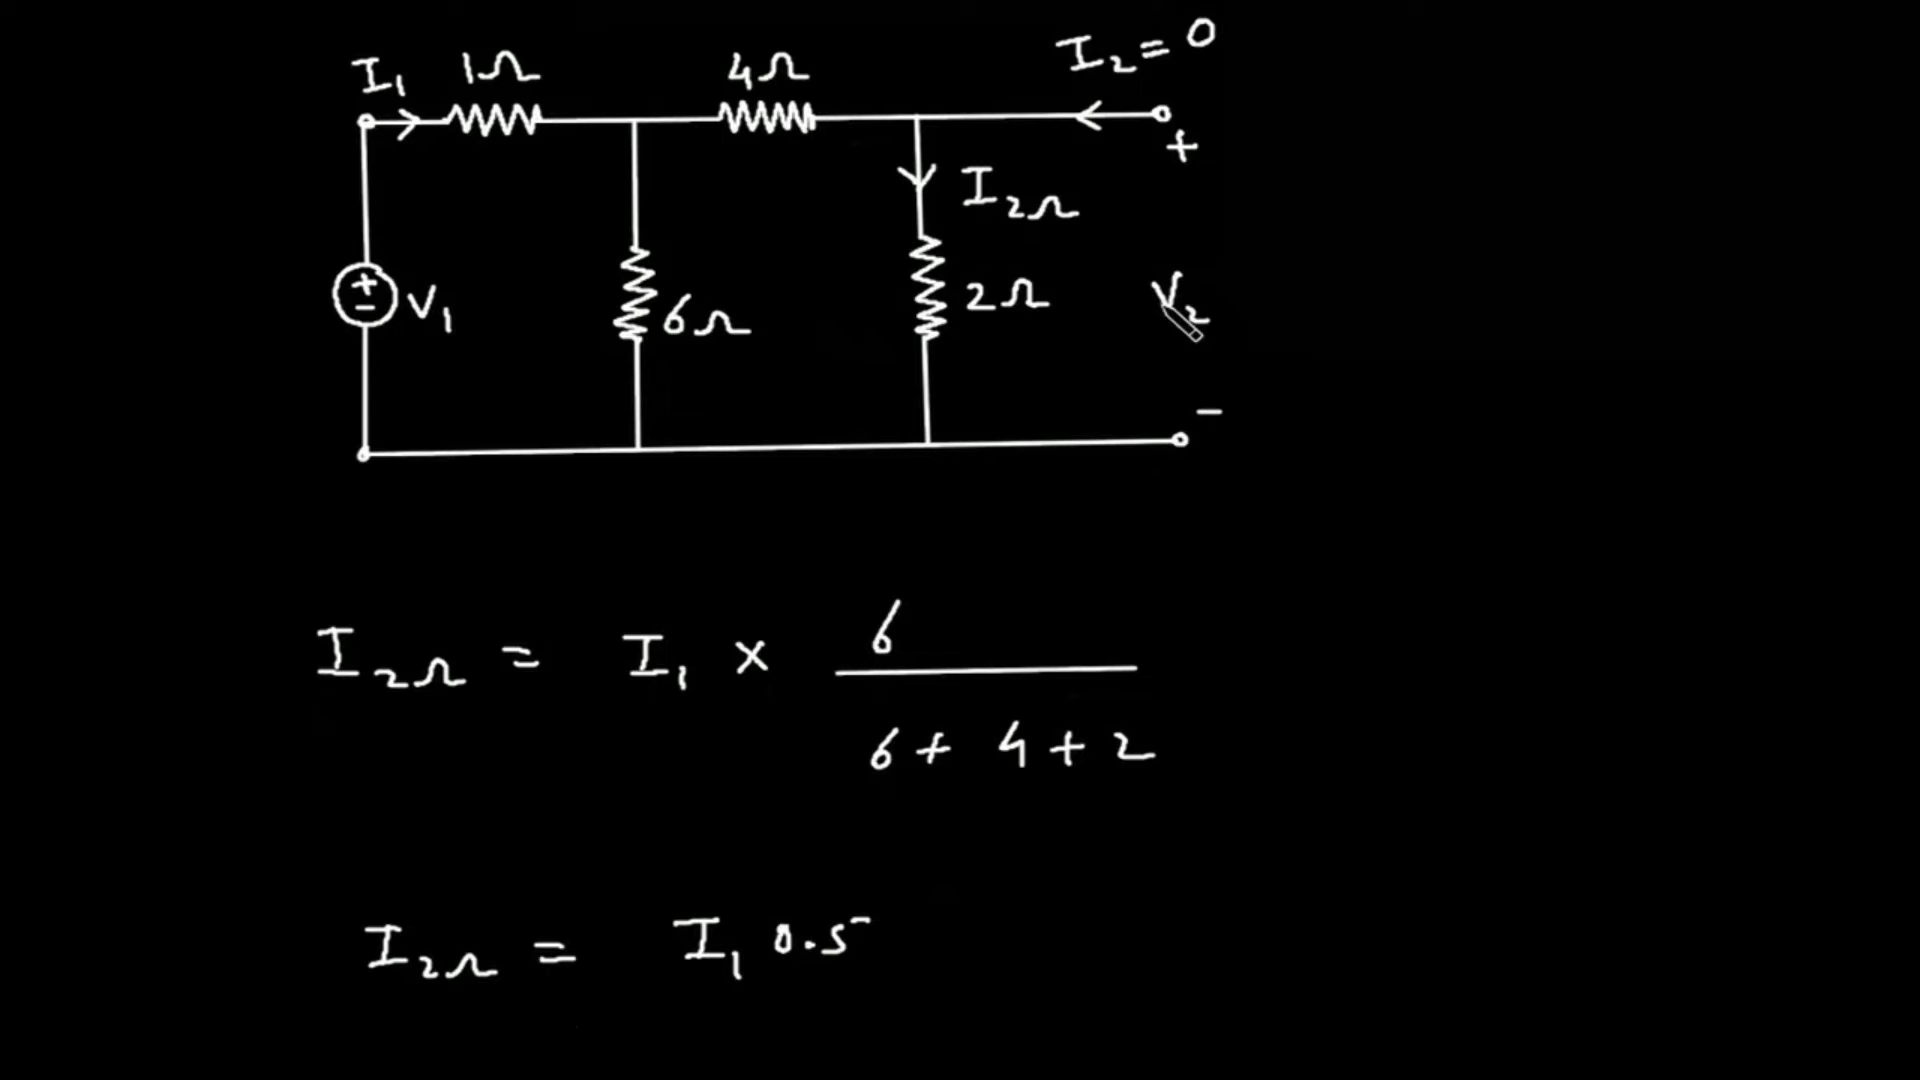 I₁ 1Ω 4Ω I₂ = 0
+
I₂Ω
+
-
V₁ 6Ω 2Ω V₂
-
I₂Ω = I₁ × 6
6 + 4 + 2
I₂Ω = I₁ 0.5